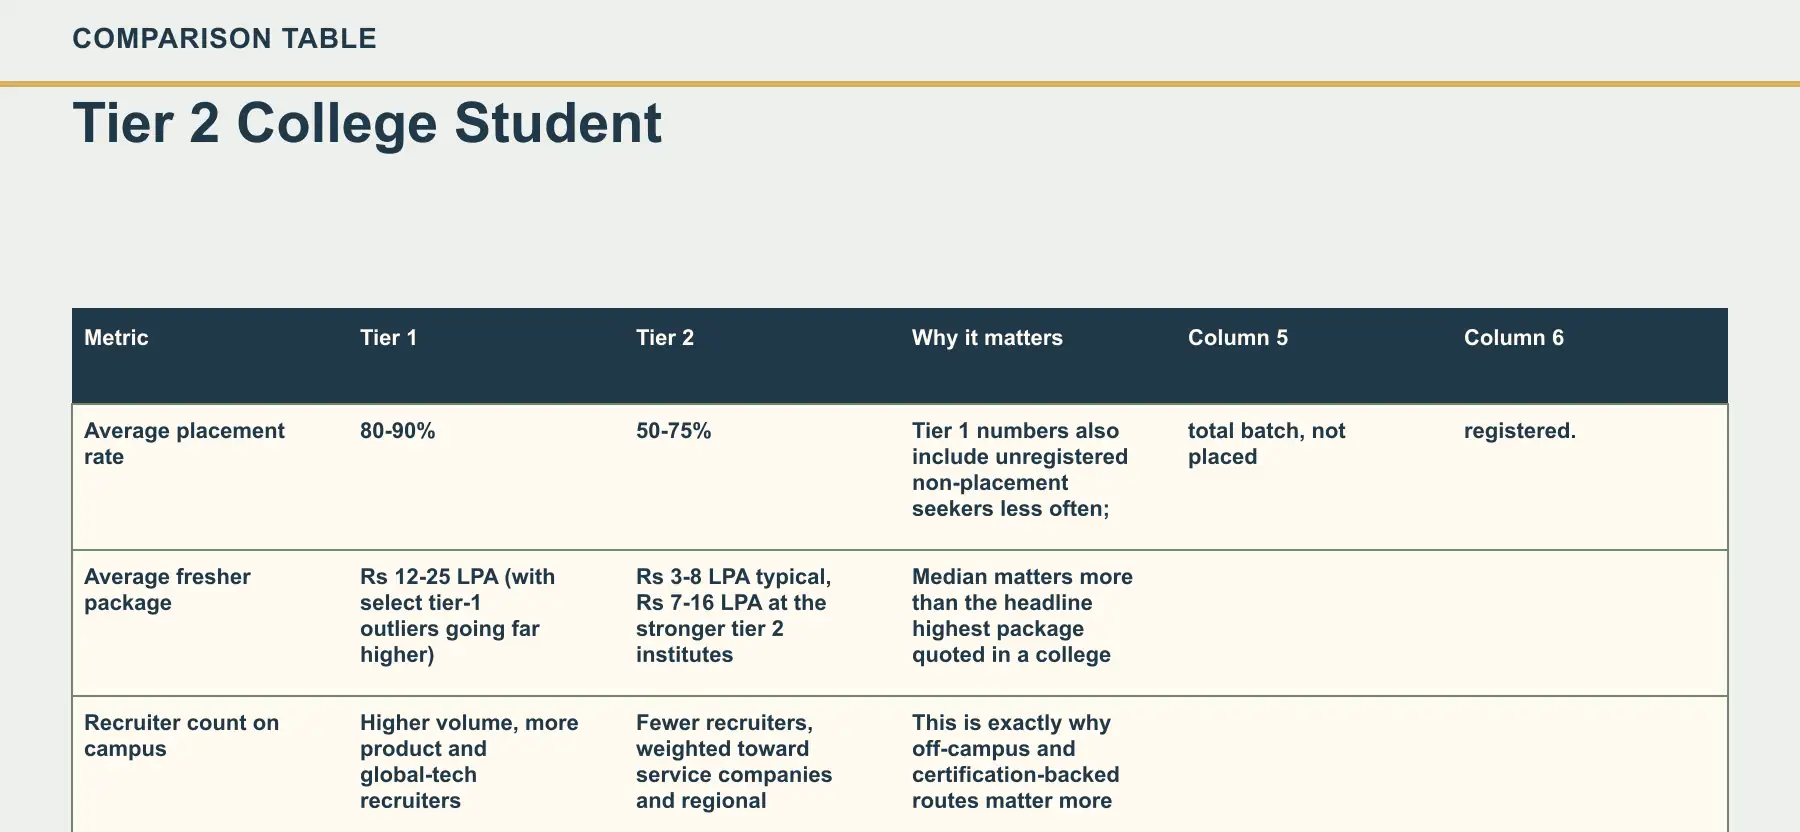 COMPARISON TABLE
Tier 2 College Student
Metric
Tier 1
Tier 2
Why it matters
Column 5
Column 6
Average placement
rate
80-90%
50-75%
Tier 1 numbers also
include unregistered
non-placement
seekers less often;
total batch, not
placed
registered.
Average fresher
package
Rs 12-25 LPA (with
select tier-1
outliers going far
higher)
Rs 3-8 LPA typical,
Rs 7-16 LPA at the
stronger tier 2
institutes
Median matters more
than the headline
highest package
quoted in a college
Recruiter count on
campus
Higher volume, more
product and
global-tech
recruiters
Fewer recruiters,
weighted toward
service companies
and regional
This is exactly why
off-campus and
certification-backed
routes matter more